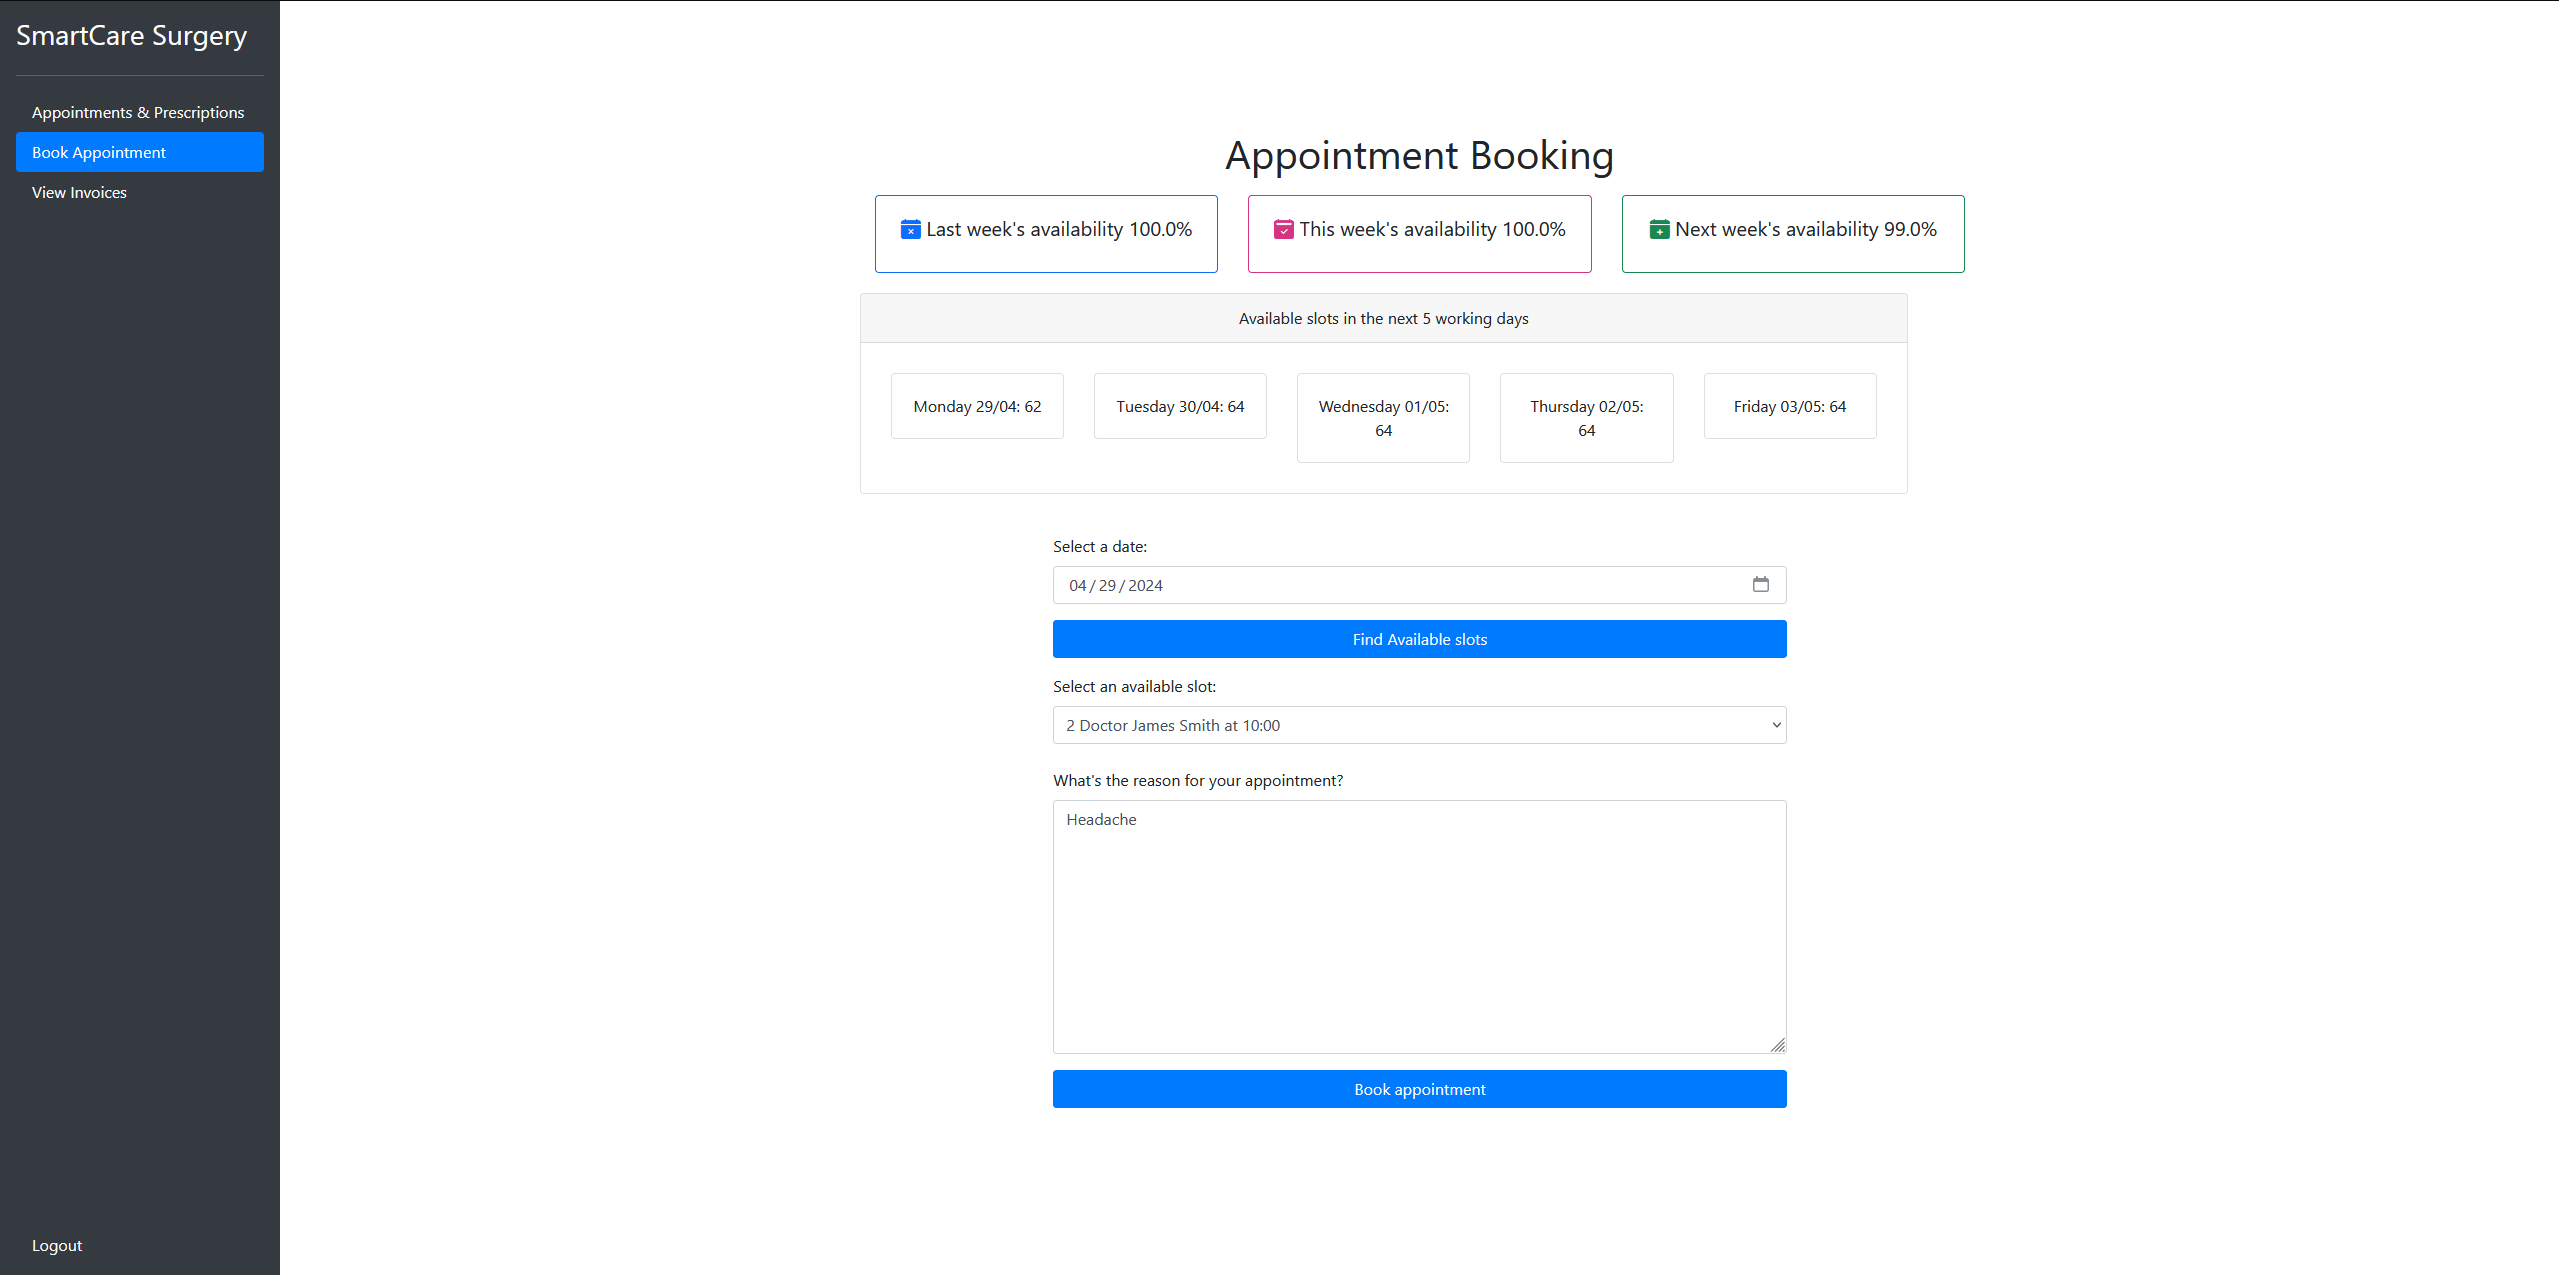 SmartCare Surgery
Appointments & Prescriptions
Book Appointment
View Invoices
Logout
Appointment Booking
Last week's availability 100.0%
This week's availability 100.0%
Next week's availability 99.0%
Available slots in the next 5 working days
Monday 29/04: 62
Tuesday 30/04: 64
Wednesday 01/05:
64
Thursday 02/05:
64
Friday 03/05: 64
Select a date:
04/29/2024
Find Available slots
Select an available slot:
2 Doctor James Smith at 10:00
What's the reason for your appointment?
Headache
Book appointment